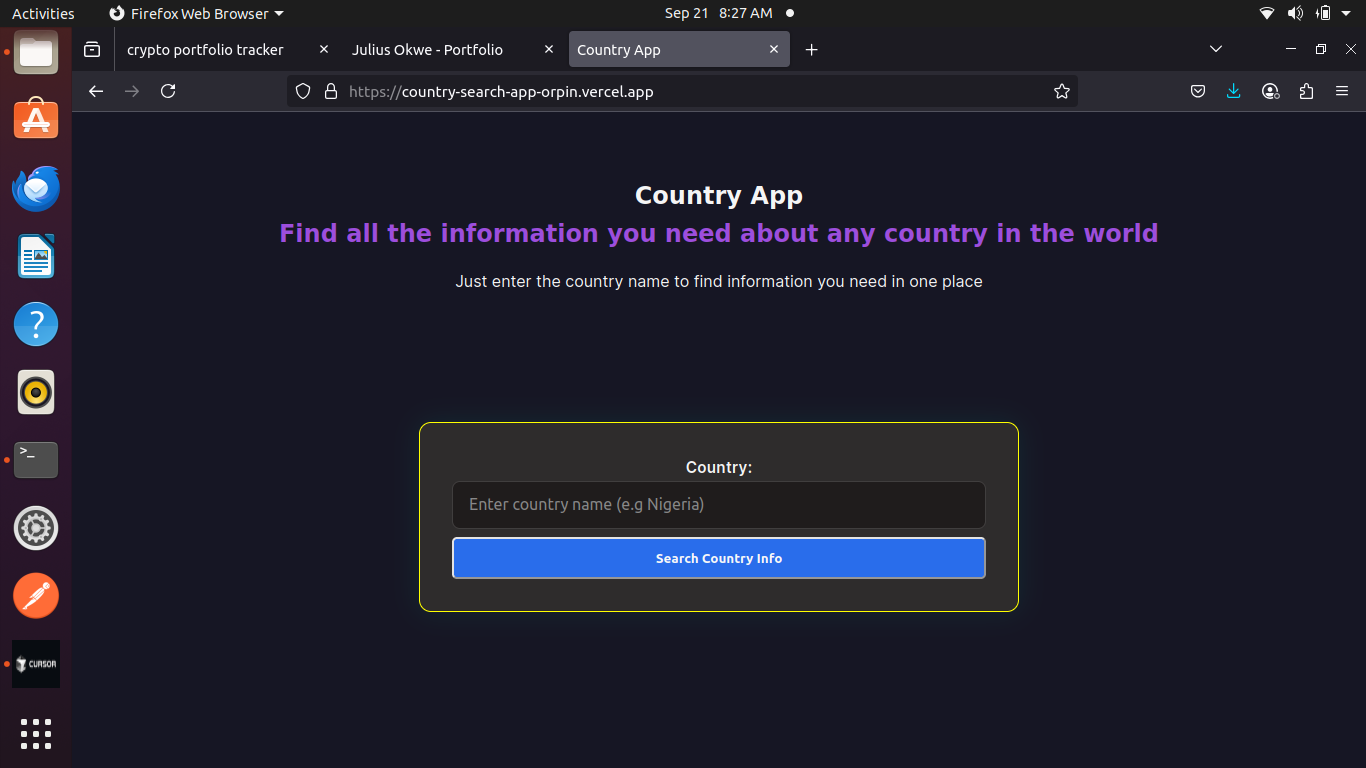 Activities Firefox Web Browser Sep 21 8:27 AM
crypto portfolio tracker Julius Okwe - Portfolio Country App
https://country-search-app-orpin.vercel.app
Country App
Find all the information you need about any country in the world
Just enter the country name to find information you need in one place
Country:
Enter country name (e.g Nigeria)
Search Country Info
>_
CURSOR